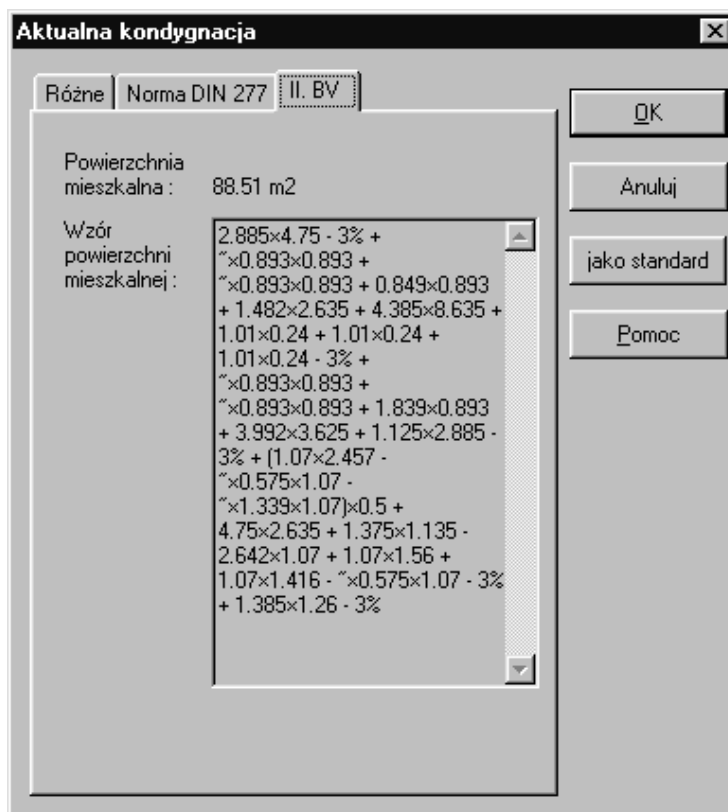 Aktualna kondygnacja
Różne
Norma DIN 277
II. BV
OK
Powierzchnia
mieszkalna :
88.51 m2
Anuluj
Wzór
powierzchni
mieszkalnej :
2.885×4.75 - 3% +
˝×0.893×0.893 +
˝×0.893×0.893 + 0.849×0.893
+ 1.482×2.635 + 4.385×8.635 +
1.01×0.24 + 1.01×0.24 +
1.01×0.24 - 3% +
˝×0.893×0.893 +
˝×0.893×0.893 + 1.839×0.893
+ 3.992×3.625 + 1.125×2.885 -
3% + (1.07×2.457 -
˝×0.575×1.07 -
˝×1.339×1.07)×0.5 +
4.75×2.635 + 1.375×1.135 -
2.642×1.07 + 1.07×1.56 +
1.07×1.416 - ˝×0.575×1.07 - 3%
+ 1.385×1.26 - 3%
jako standard
Pomoc